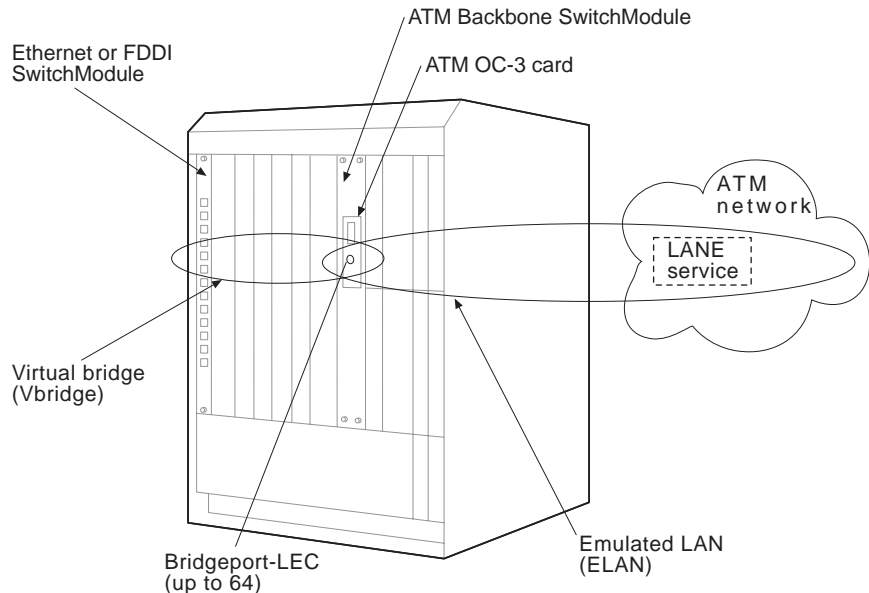 ATM Backbone SwitchModule
Ethernet or FDDI
SwitchModule
ATM OC-3 card
ATM
network
LANE
service
Virtual bridge
(Vbridge)
Bridgeport-LEC
(up to 64)
Emulated LAN
(ELAN)